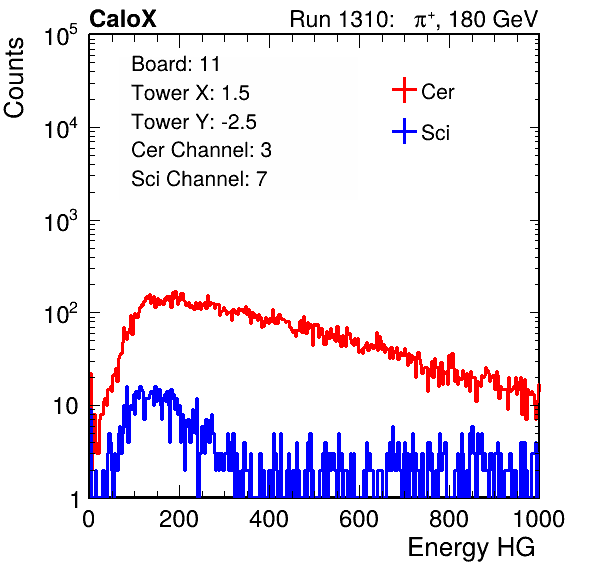 CaloX Run 1310: π⁺, 180 GeV
Counts
Board: 11
Tower X: 1.5
Tower Y: -2.5
Cer Channel: 3
Sci Channel: 7
Cer
Sci
10⁵
10⁴
10³
10²
10
1
0 200 400 600 800 1000
Energy HG